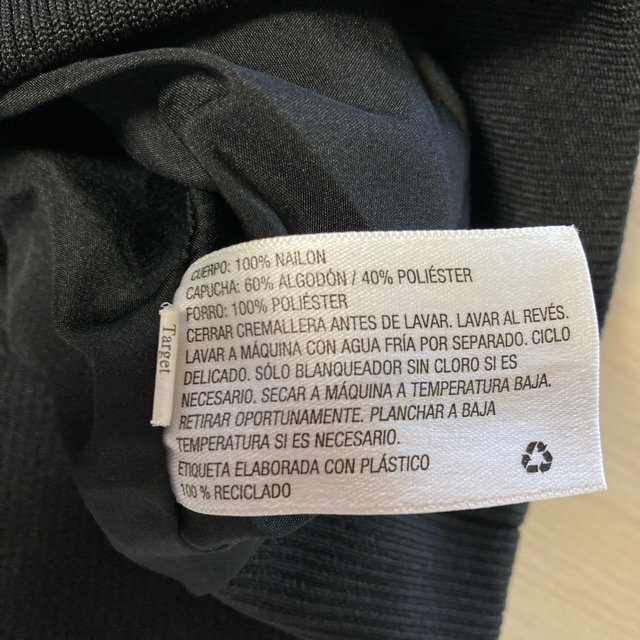 CUERPO: 100% NAILON
CAPUCHA: 60% ALGODÓN / 40% POLIÉSTER
FORRO: 100% POLIÉSTER
CERRAR CREMALLERA ANTES DE LAVAR. LAVAR AL REVÉS.
LAVAR A MÁQUINA CON AGUA FRÍA POR SEPARADO. CICLO
DELICADO. SÓLO BLANQUEADOR SIN CLORO SI ES
NECESARIO. SECAR A MÁQUINA A TEMPERATURA BAJA.
RETIRAR OPORTUNAMENTE. PLANCHAR A BAJA
TEMPERATURA SI ES NECESARIO.
ETIQUETA ELABORADA CON PLÁSTICO
100 % RECICLADO
Target